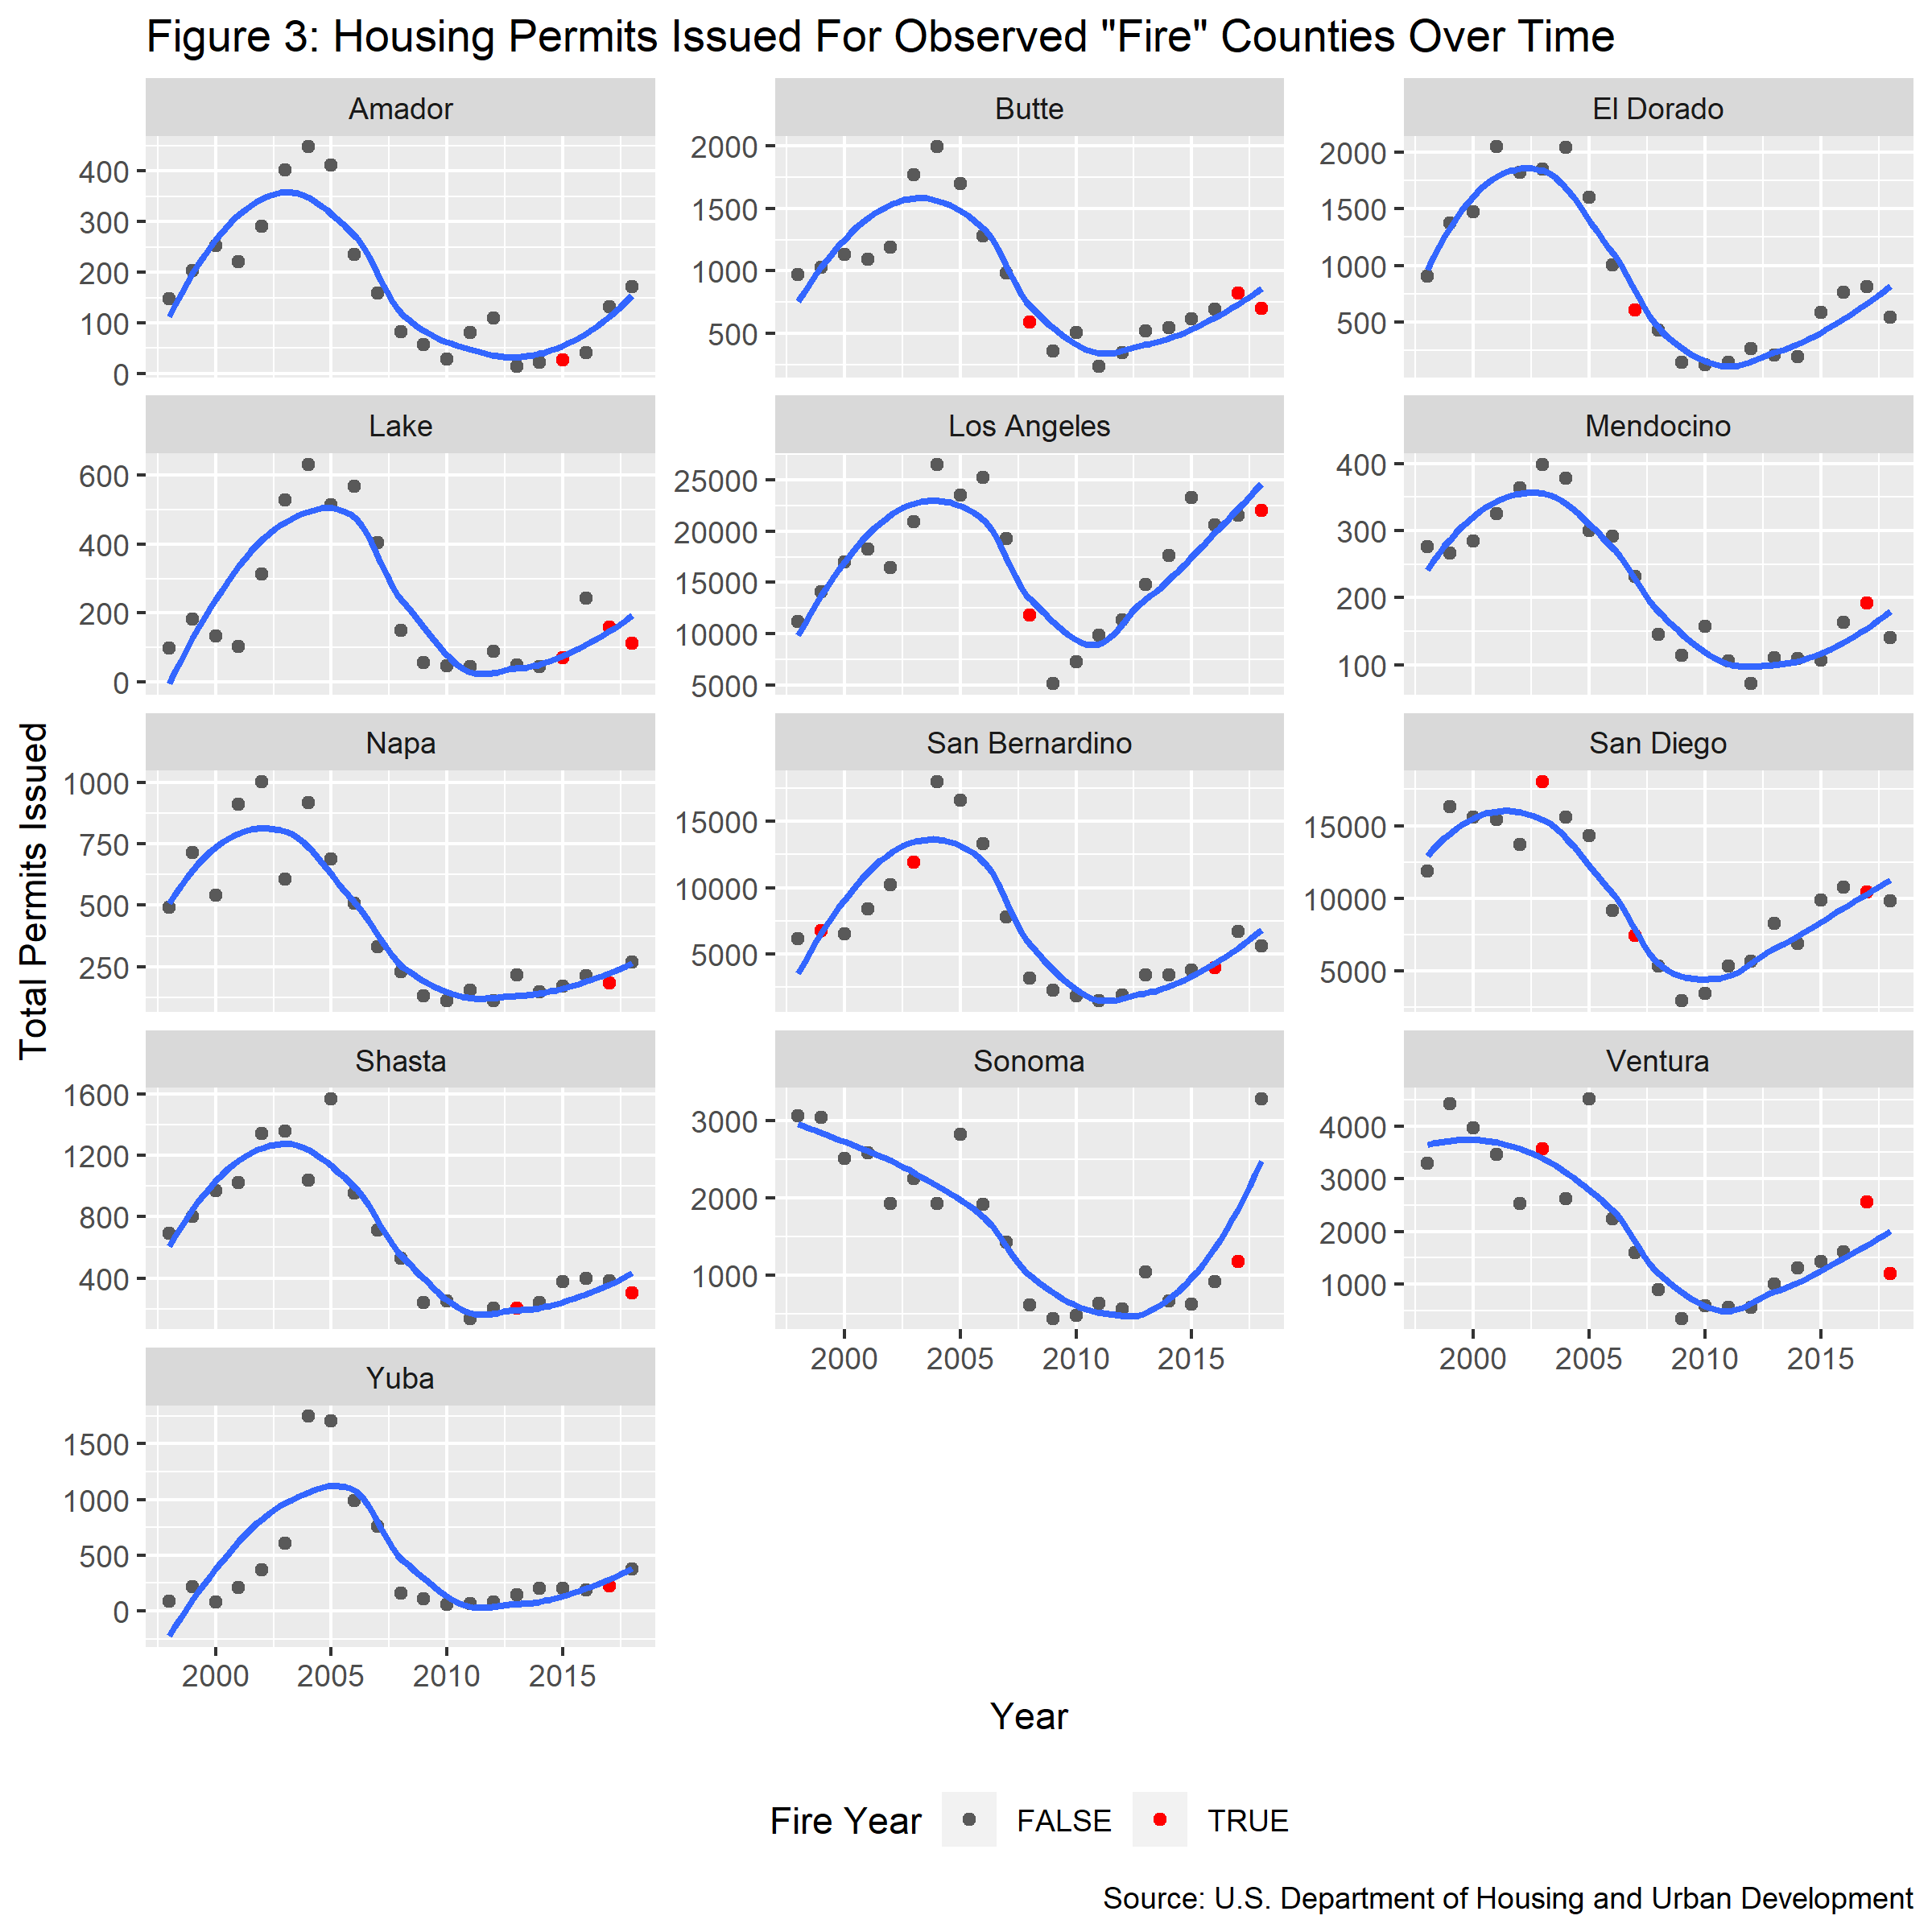 Figure 3: Housing Permits Issued For Observed "Fire" Counties Over Time
Amador
Butte
El Dorado
400
300
200
100
0
2000
1500
1000
500
2000
1500
1000
500
Lake
Los Angeles
Mendocino
600
400
200
0
25000
20000
15000
10000
5000
400
300
200
100
Napa
San Bernardino
San Diego
1000
750
500
250
15000
10000
5000
15000
10000
5000
Total Permits Issued
Shasta
Sonoma
Ventura
1600
1200
800
400
3000
2000
1000
4000
3000
2000
1000
2000 2005 2010 2015
2000 2005 2010 2015
Yuba
1500
1000
500
0
2000 2005 2010 2015
Year
Fire Year FALSE TRUE
Source: U.S. Department of Housing and Urban Development